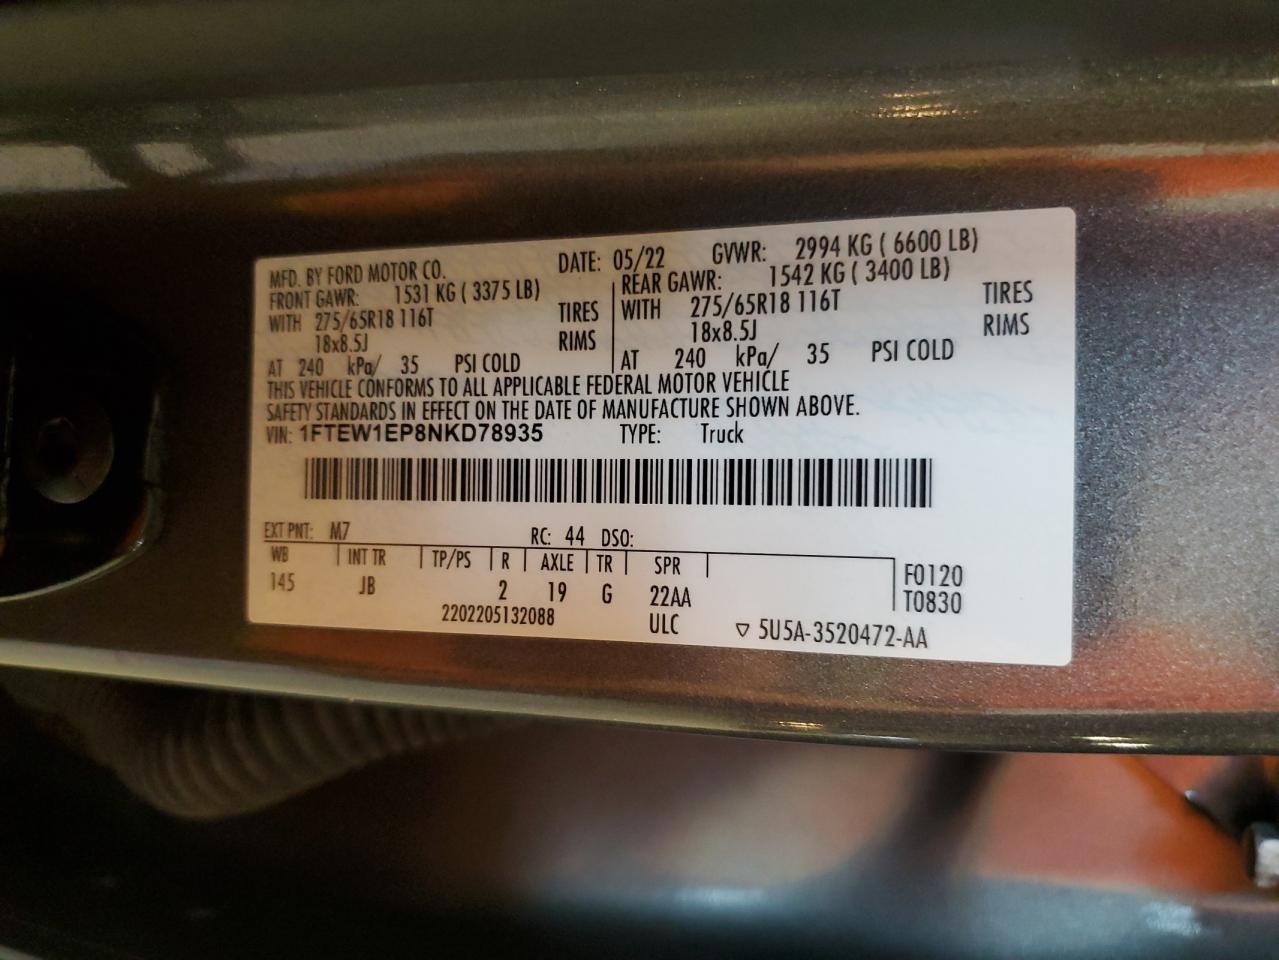 MFD. BY FORD MOTOR CO. DATE: 05/22 GVWR: 2994 KG ( 6600 LB)
FRONT GAWR: 1531 KG ( 3375 LB) REAR GAWR: 1542 KG ( 3400 LB)
WITH 275/65R18 116T TIRES WITH 275/65R18 116T TIRES
18x8.5J RIMS 18x8.5J RIMS
AT 240 kPa/ 35 PSI COLD AT 240 kPa/ 35 PSI COLD
THIS VEHICLE CONFORMS TO ALL APPLICABLE FEDERAL MOTOR VEHICLE
SAFETY STANDARDS IN EFFECT ON THE DATE OF MANUFACTURE SHOWN ABOVE.
VIN: 1FTEW1EP8NKD78935 TYPE: Truck
EXT PNT: M7 RC: 44 DSO:
WB INT TR TP/PS R AXLE TR SPR F0120
145 JB 2 19 G 22AA T0830
2202205132088 ULC ▽ 5U5A-3520472-AA